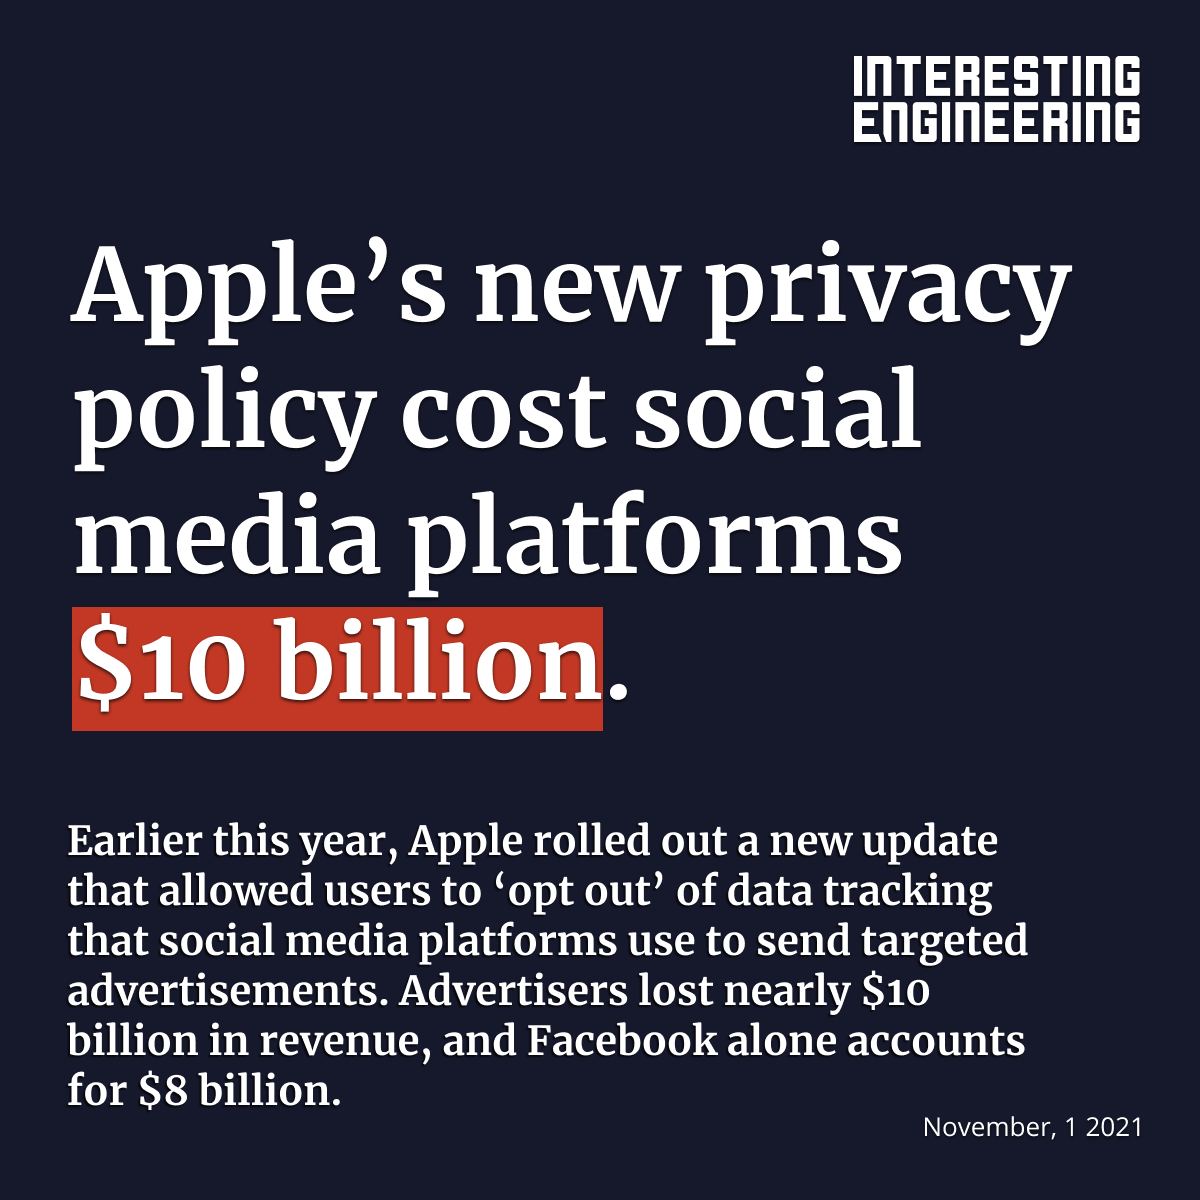 INTERESTING
ENGINEERING
Apple’s new privacy
policy cost social
media platforms
$10 billion.
Earlier this year, Apple rolled out a new update
that allowed users to ‘opt out’ of data tracking
that social media platforms use to send targeted
advertisements. Advertisers lost nearly $10
billion in revenue, and Facebook alone accounts
for $8 billion.
November, 1 2021